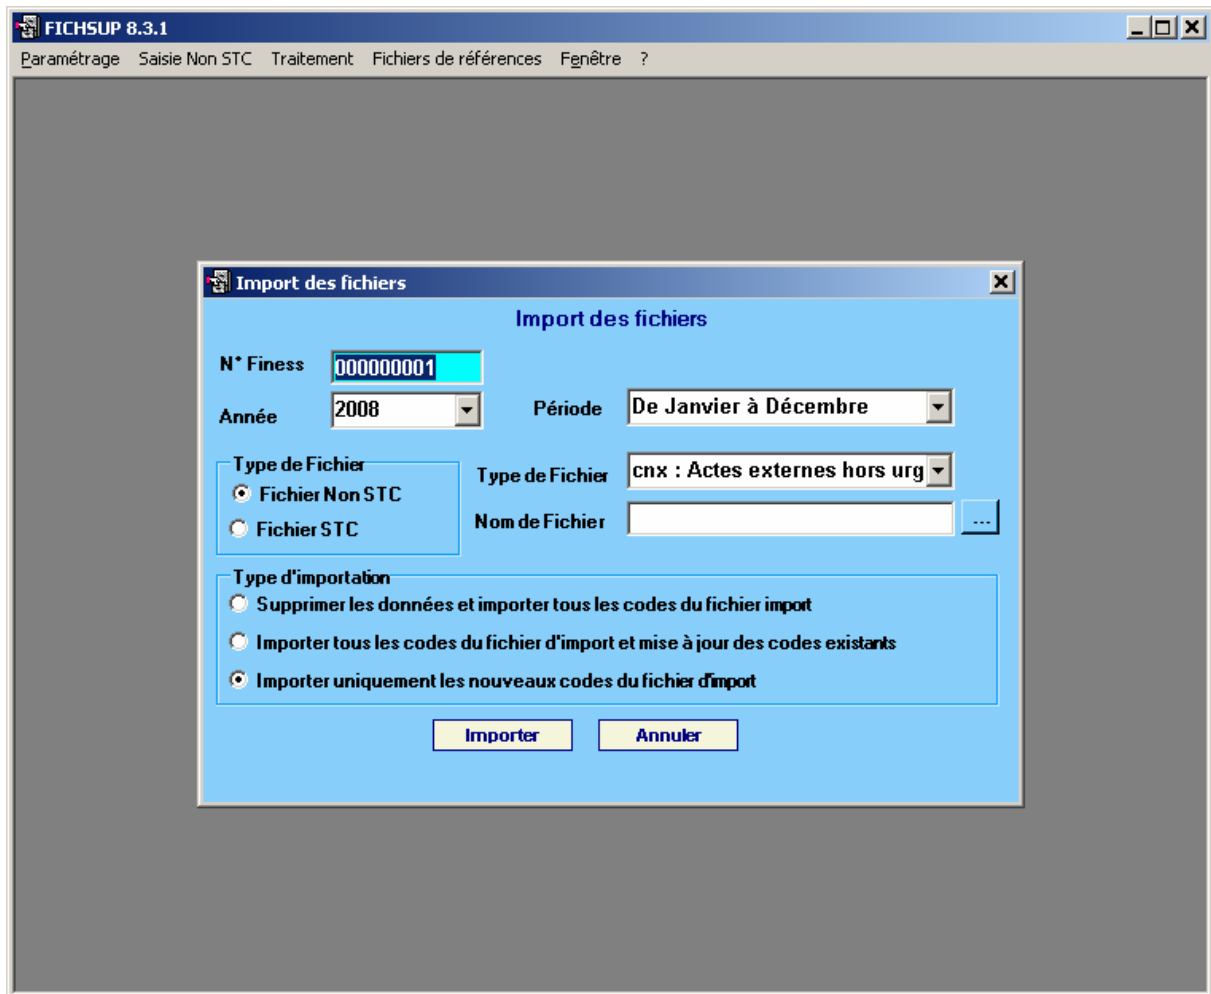 FICHSUP 8.3.1
Paramétrage Saisie Non STC Traitement Fichiers de références Fenêtre ?
Import des fichiers
Import des fichiers
N° Finess 000000001
Année 2008 Période De Janvier à Décembre
Type de Fichier
Fichier Non STC
Fichier STC
Type de Fichier cnx : Actes externes hors urg
Nom de Fichier ...
Type d'importation
Supprimer les données et importer tous les codes du fichier import
Importer tous les codes du fichier d'import et mise à jour des codes existants
Importer uniquement les nouveaux codes du fichier d'import
Importer Annuler